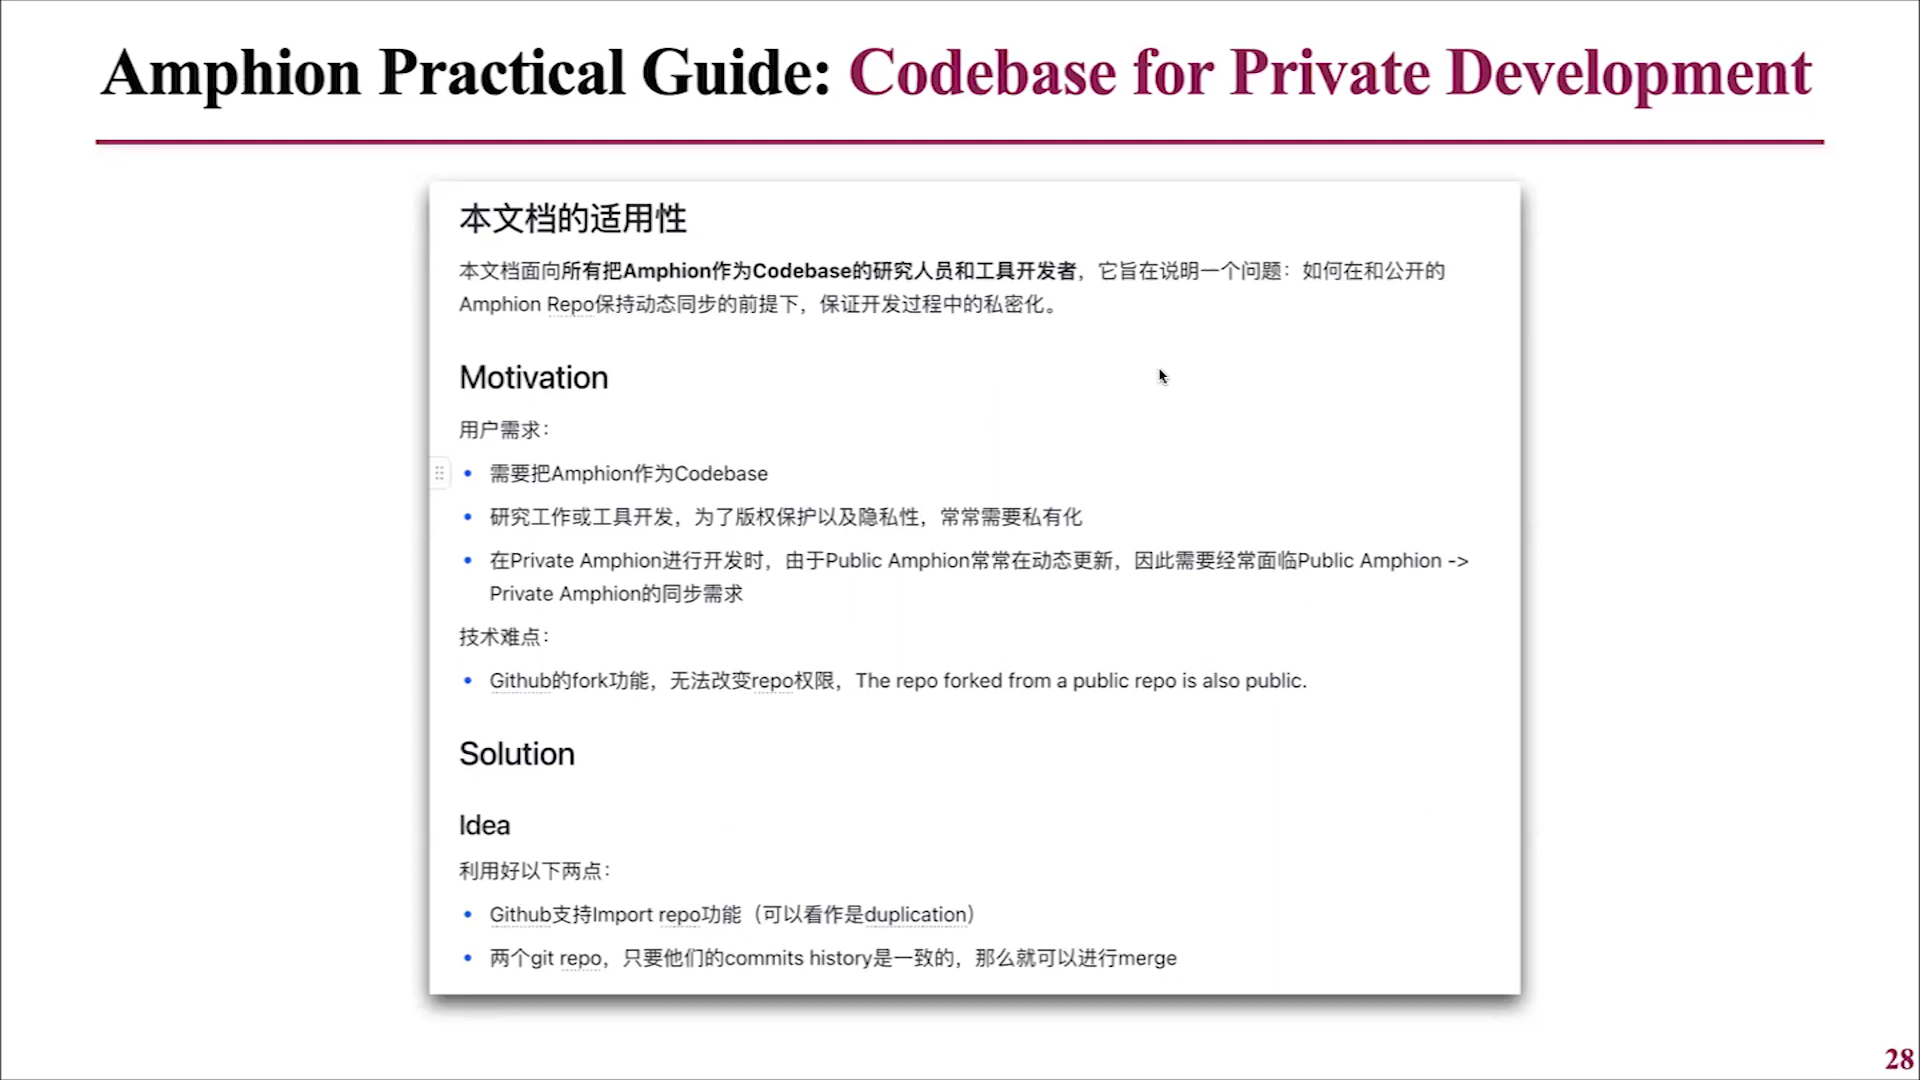 Amphion Practical Guide: Codebase for Private Development
本文档的适用性
本文档面向所有把Amphion作为Codebase的研究人员和工具开发者，它旨在说明一个问题：如何在和公开的
Amphion Repo保持动态同步的前提下，保证开发过程中的私密化。
Motivation
用户需求：
• 需要把Amphion作为Codebase
• 研究工作或工具开发，为了版权保护以及隐私性，常常需要私有化
• 在Private Amphion进行开发时，由于Public Amphion常常在动态更新，因此需要经常面临Public Amphion ->
Private Amphion的同步需求
技术难点：
• Github的fork功能，无法改变repo权限，The repo forked from a public repo is also public.
Solution
Idea
利用好以下两点：
• Github支持Import repo功能（可以看作是duplication）
• 两个git repo，只要他们的commits history是一致的，那么就可以进行merge
28